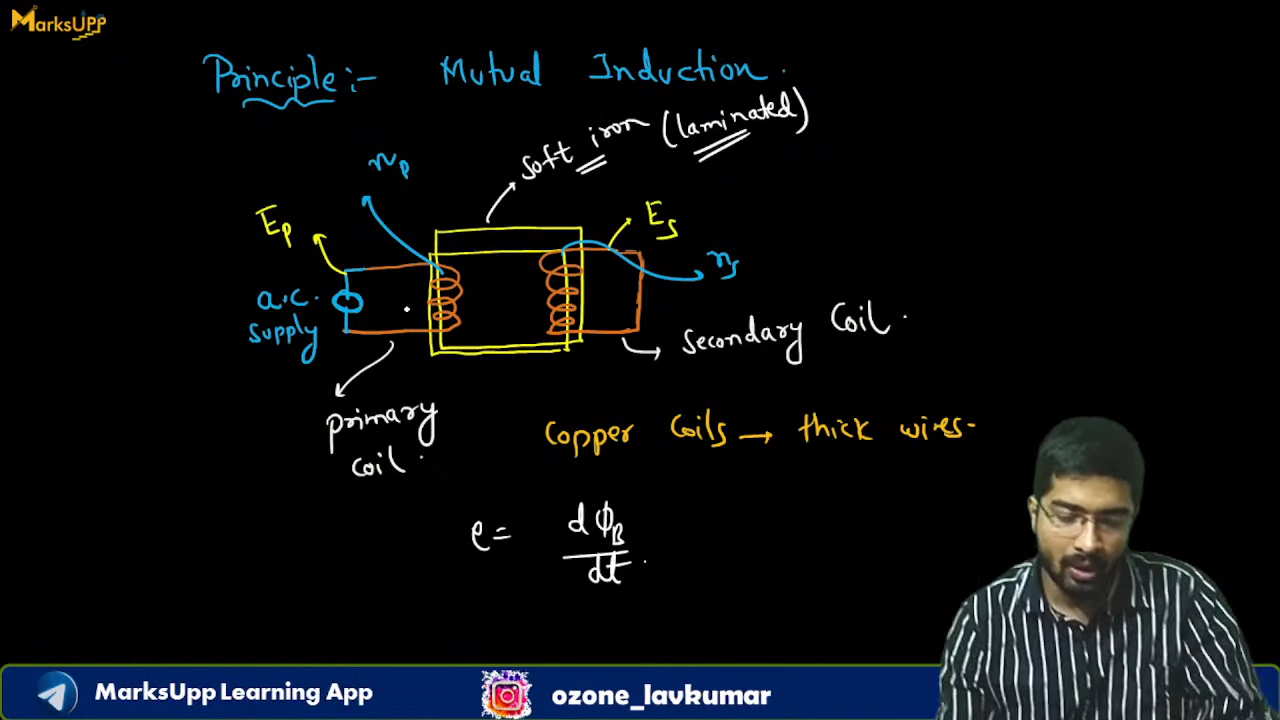 MarksUPP
Principle:- Mutual Induction.
soft iron (laminated)
np
Ep
Es
ns
a.c. supply
secondary coil.
primary
coil.
Copper Coils → thick wires-
e = dϕB
dt.
MarksUpp Learning App
ozone_lavkumar